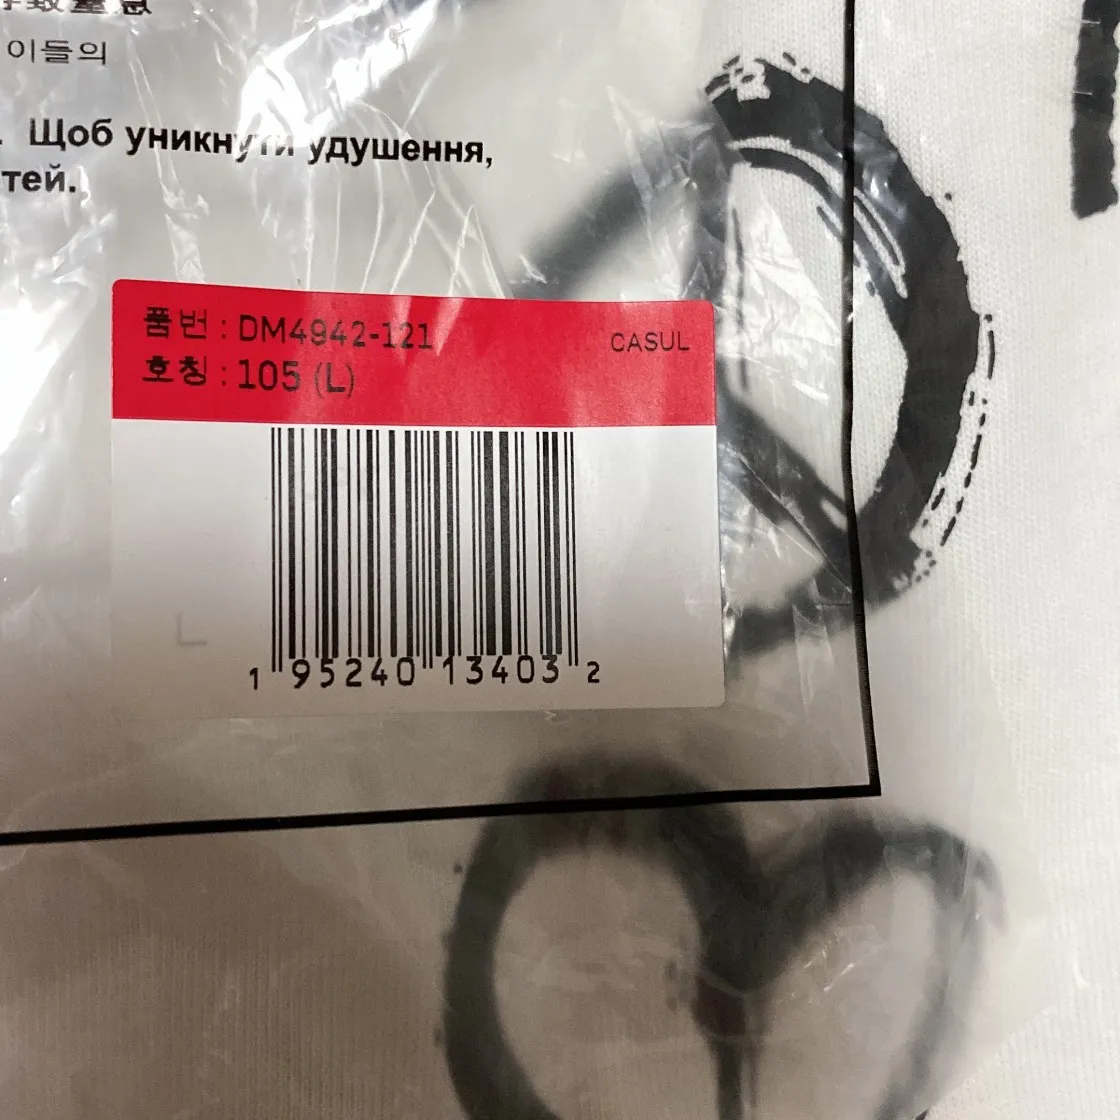 이들의
Щоб уникнути удушення,
тей.
품번 : DM4942-121
CASUL
호칭 : 105 (L)
L
1 95240 13403 2